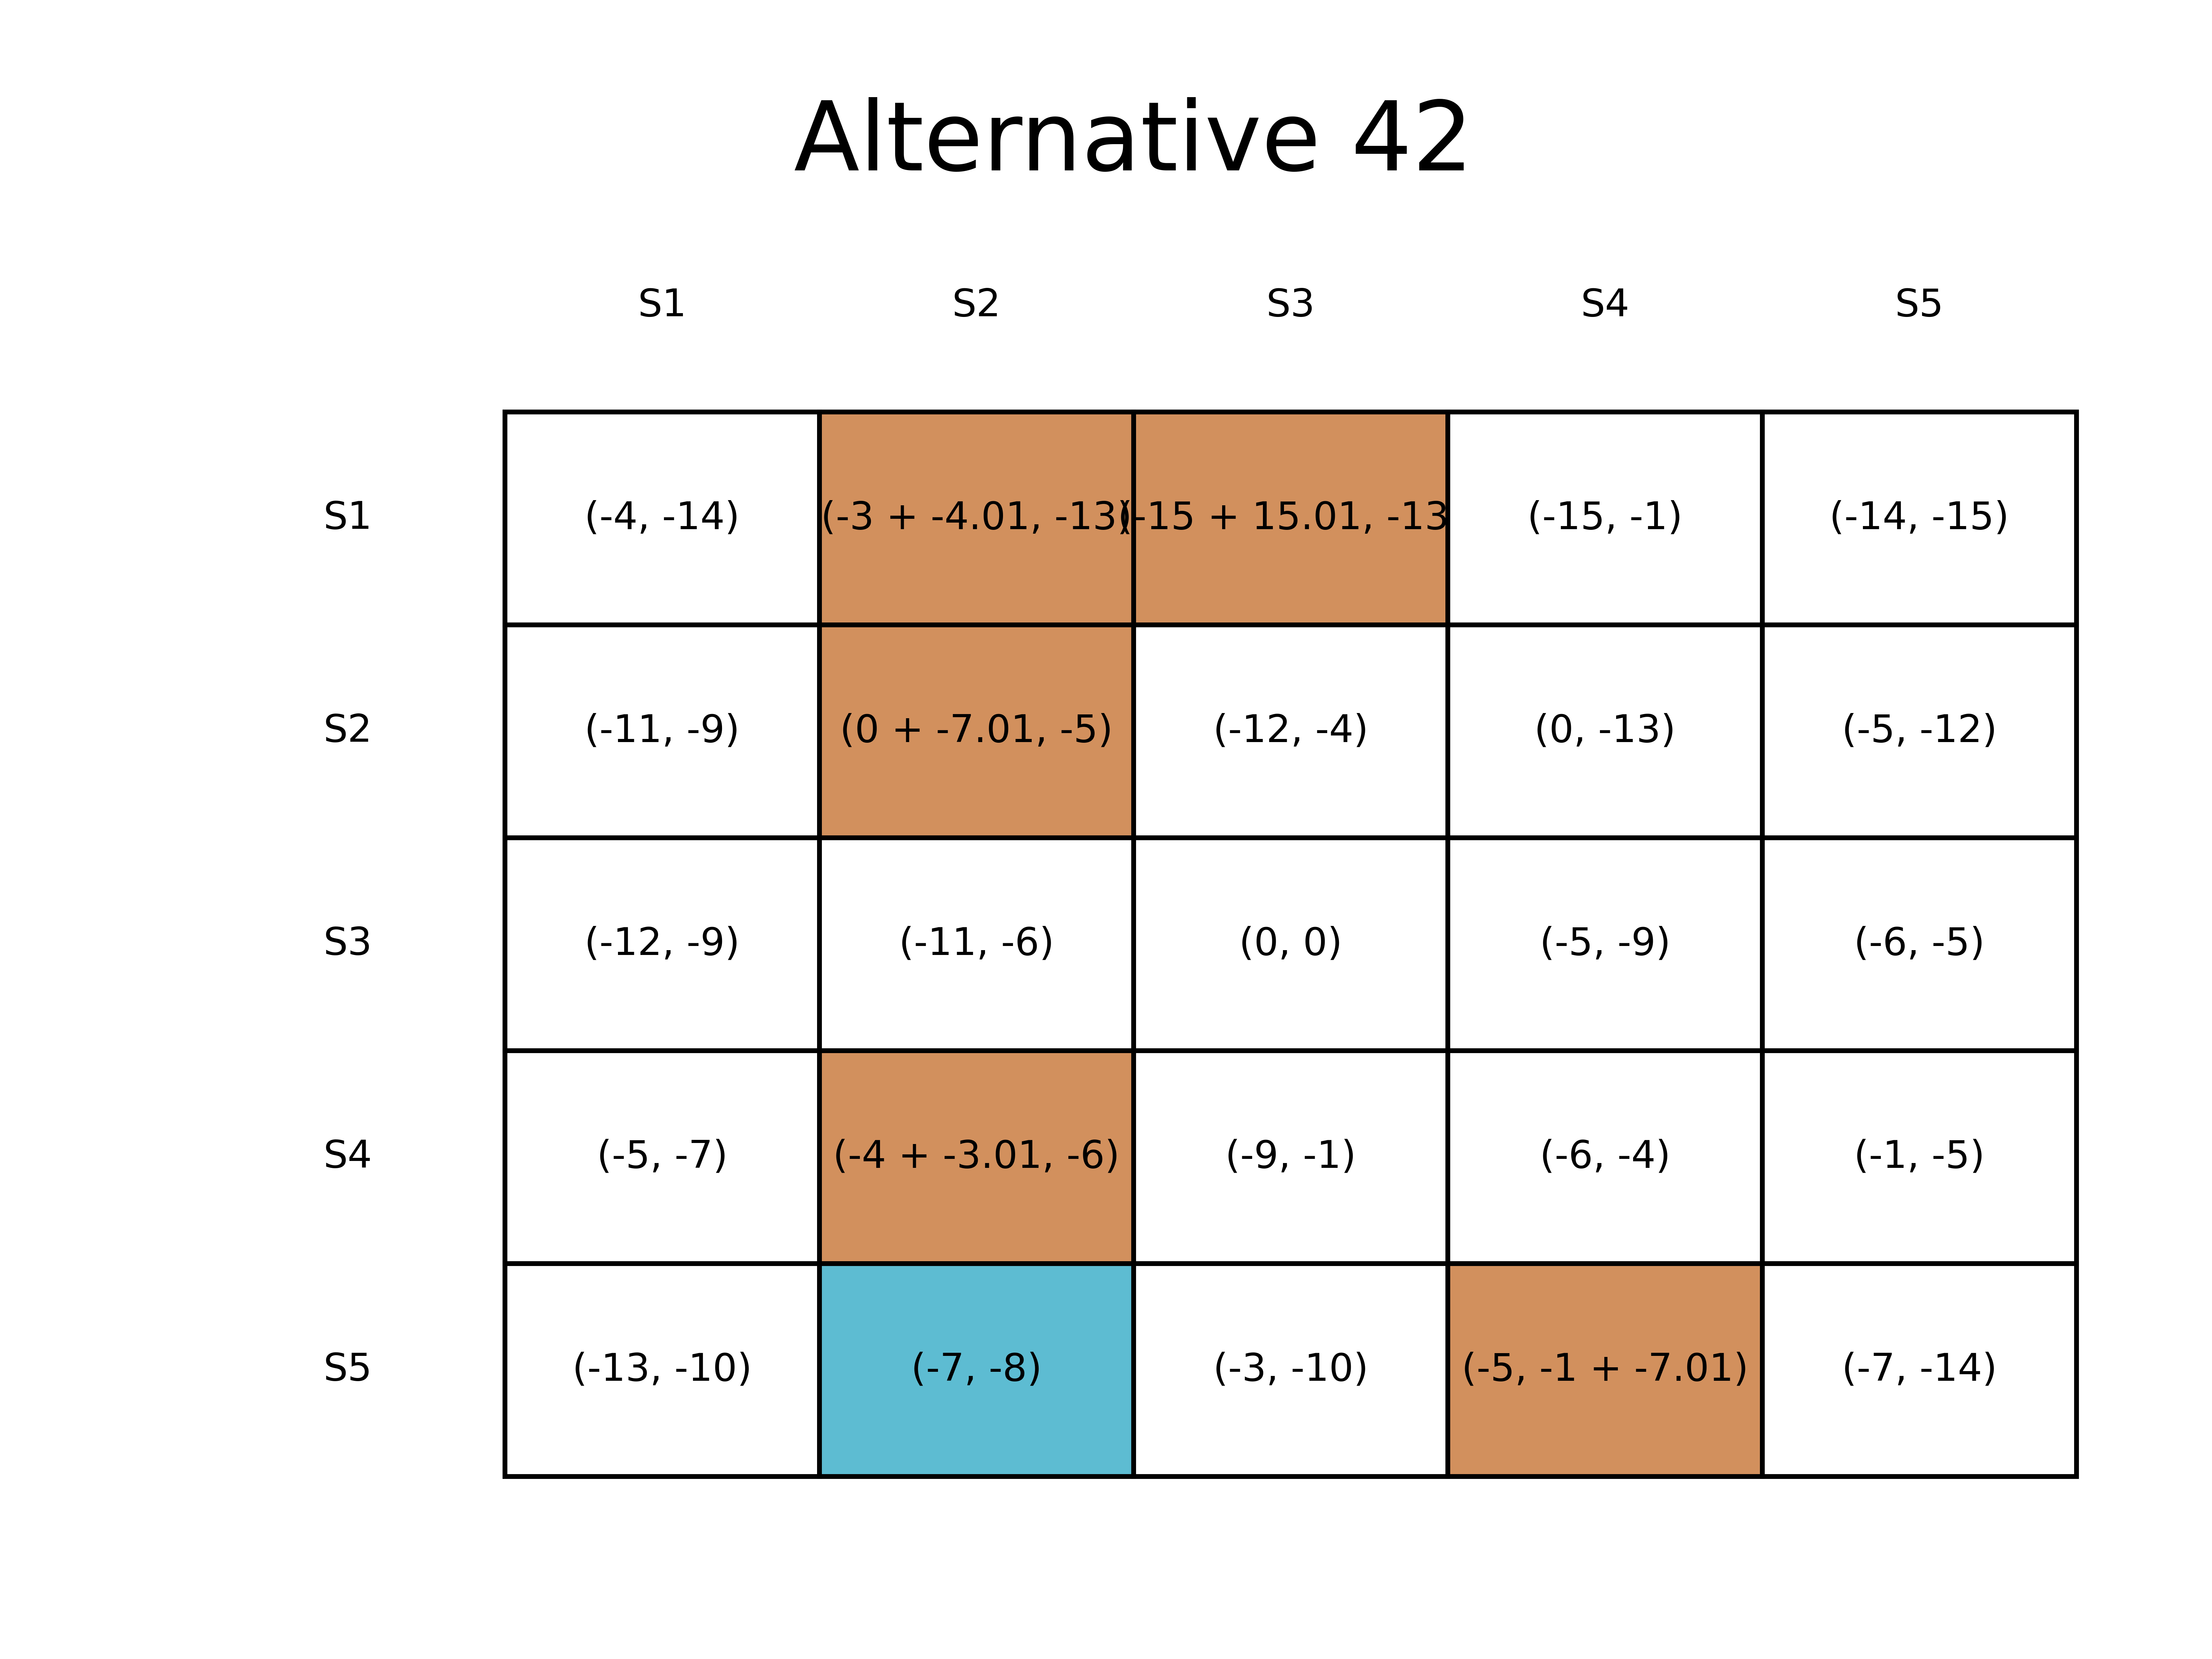 Alternative 42
S1 S2 S3 S4 S5
S1 (-4, -14) (-3 + -4.01, -13) (-15 + 15.01, -13 (-15, -1) (-14, -15)
S2 (-11, -9) (0 + -7.01, -5) (-12, -4) (0, -13) (-5, -12)
S3 (-12, -9) (-11, -6) (0, 0) (-5, -9) (-6, -5)
S4 (-5, -7) (-4 + -3.01, -6) (-9, -1) (-6, -4) (-1, -5)
S5 (-13, -10) (-7, -8) (-3, -10) (-5, -1 + -7.01) (-7, -14)